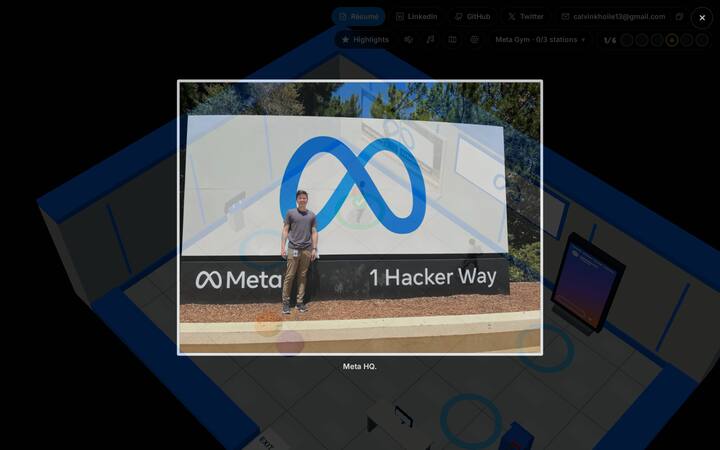 Résumé
LinkedIn
GitHub
Twitter
calvinkhoile13@gmail.com
Highlights
Meta Gym · 0/3 stations
1/6
Meta
1 Hacker Way
Meta HQ.
EXIT